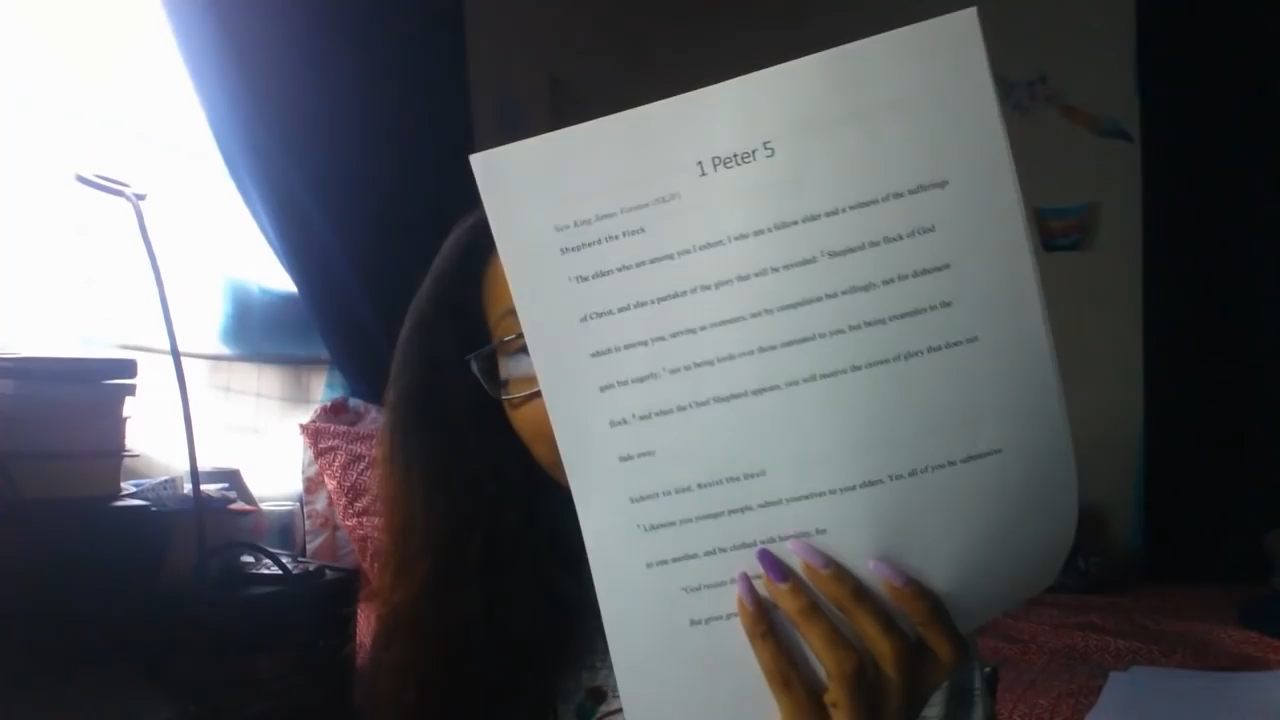 1 Peter 5
New King James Version (NKJV)
Shepherd the Flock
1 The elders who are among you I exhort, I who am a fellow elder and a witness of the sufferings
of Christ, and also a partaker of the glory that will be revealed: 2 Shepherd the flock of God
which is among you, serving as overseers, not by compulsion but willingly, not for dishonest
gain but eagerly; 3 nor as being lords over those entrusted to you, but being examples to the
flock; 4 and when the Chief Shepherd appears, you will receive the crown of glory that does not
fade away.
Submit to God, Resist the Devil
5 Likewise you younger people, submit yourselves to your elders. Yes, all of you be submissive
to one another, and be clothed with humility, for
"God resists
But gives